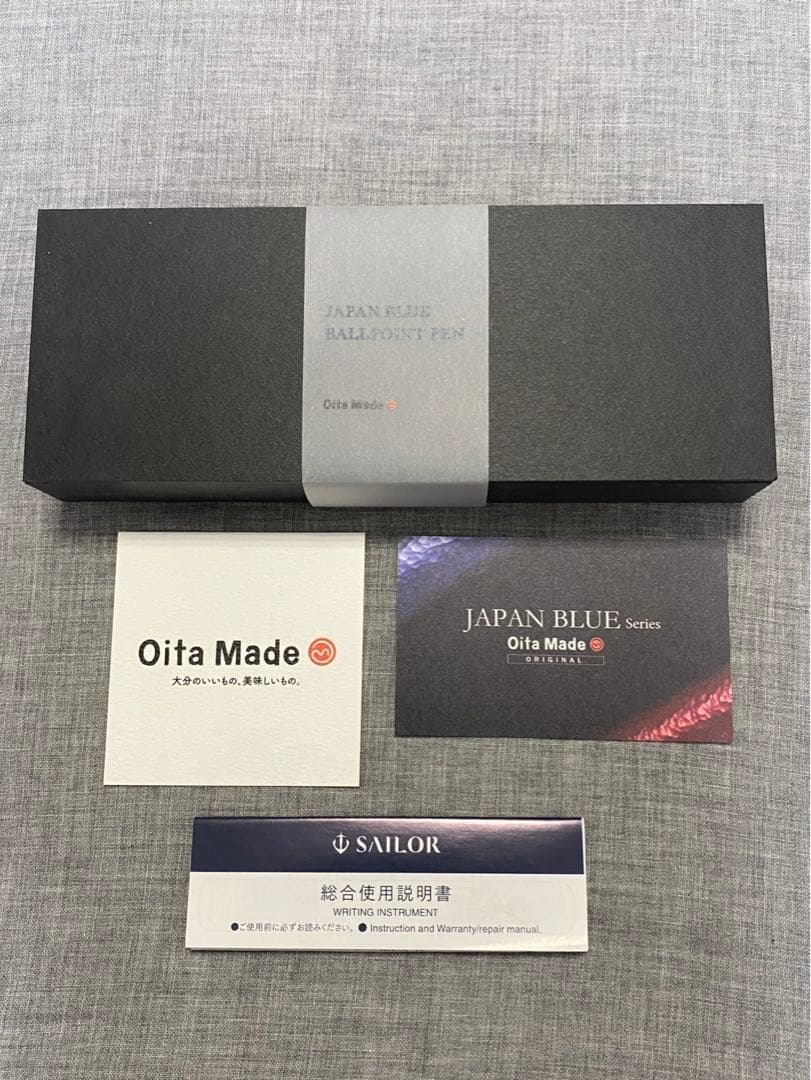 JAPAN BLUE
BALLPOINT PEN
Oita Made
Oita Made
大分のいいもの、美味しいもの。
JAPAN BLUE Series
Oita Made
ORIGINAL
SAILOR
総合使用説明書
WRITING INSTRUMENT
●ご使用前に必ずお読みください。 ● Instruction and Warranty/repair manual.